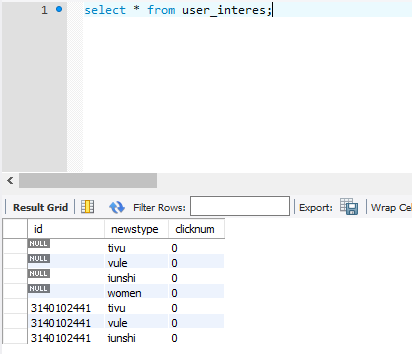 1 select * from user_interes;
Result Grid Filter Rows: Export: Wrap Cel
id newstype clicknum
NULL tivu 0
NULL vule 0
NULL iunshi 0
NULL women 0
3140102441 tivu 0
3140102441 vule 0
3140102441 iunshi 0